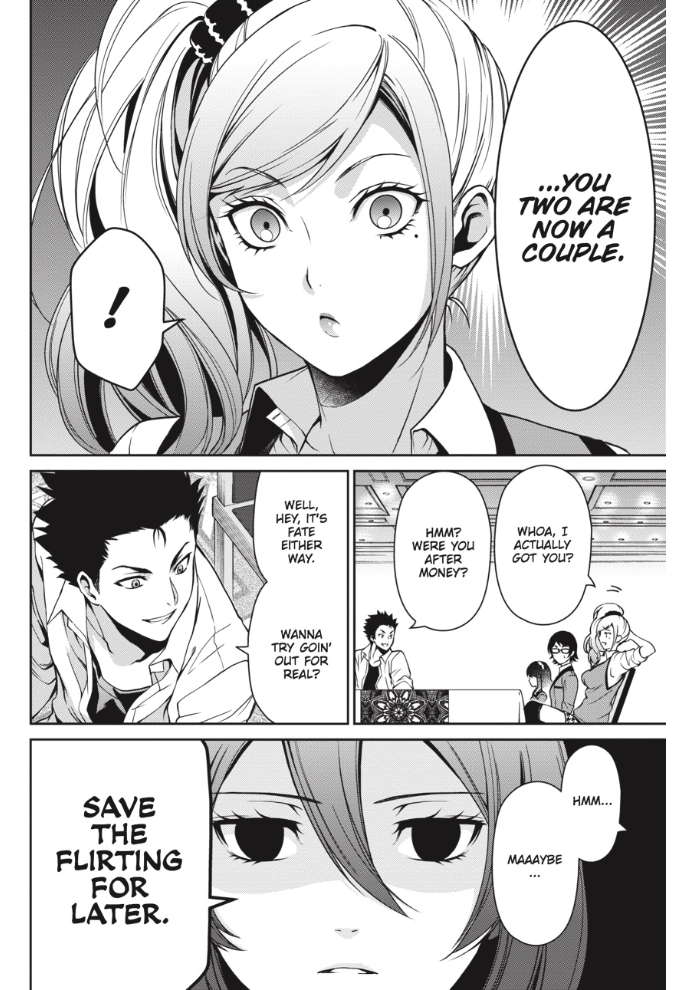 ...YOU
TWO ARE
NOW A
COUPLE.
!
WHOA, I
ACTUALLY
GOT YOU?
HMM?
WERE YOU
AFTER
MONEY?
WELL,
HEY, IT'S
FATE
EITHER
WAY.
WANNA
TRY GOIN'
OUT FOR
REAL?
HMM...
MAAAYBE
...
SAVE
THE
FLIRTING
FOR
LATER.